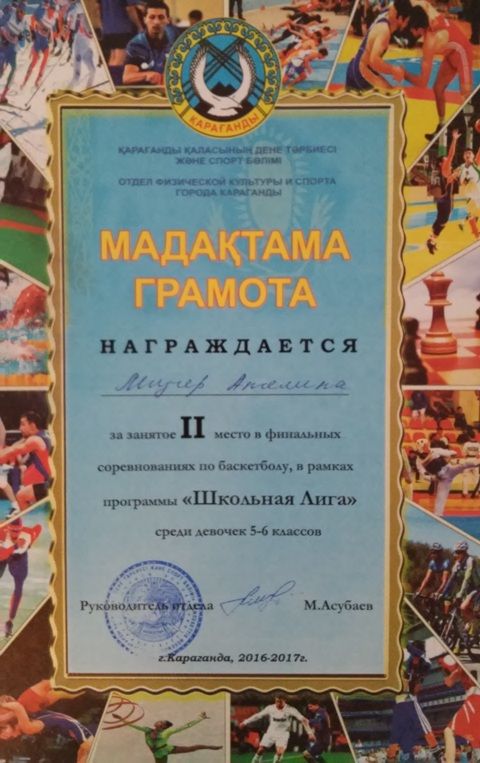 КАРАҒАНДЫ
ҚАРАҒАНДЫ ҚАЛАСЫНЫҢ ДЕНЕ ТӘРБИЕСІ
ЖӘНЕ СПОРТ БӨЛІМІ
ОТДЕЛ ФИЗИЧЕСКОЙ КУЛЬТУРЫ И СПОРТА
ГОРОДА КАРАГАНДЫ
МАДАҚТАМА
ГРАМОТА
НАГРАЖДАЕТСЯ
Ангелина
за занятое II место в финальных
соревнованиях по баскетболу, в рамках
программы «Школьная Лига»
среди девочек 5-6 классов
Руководитель отдела М.Асубаев
г.Караганда, 2016-2017г.